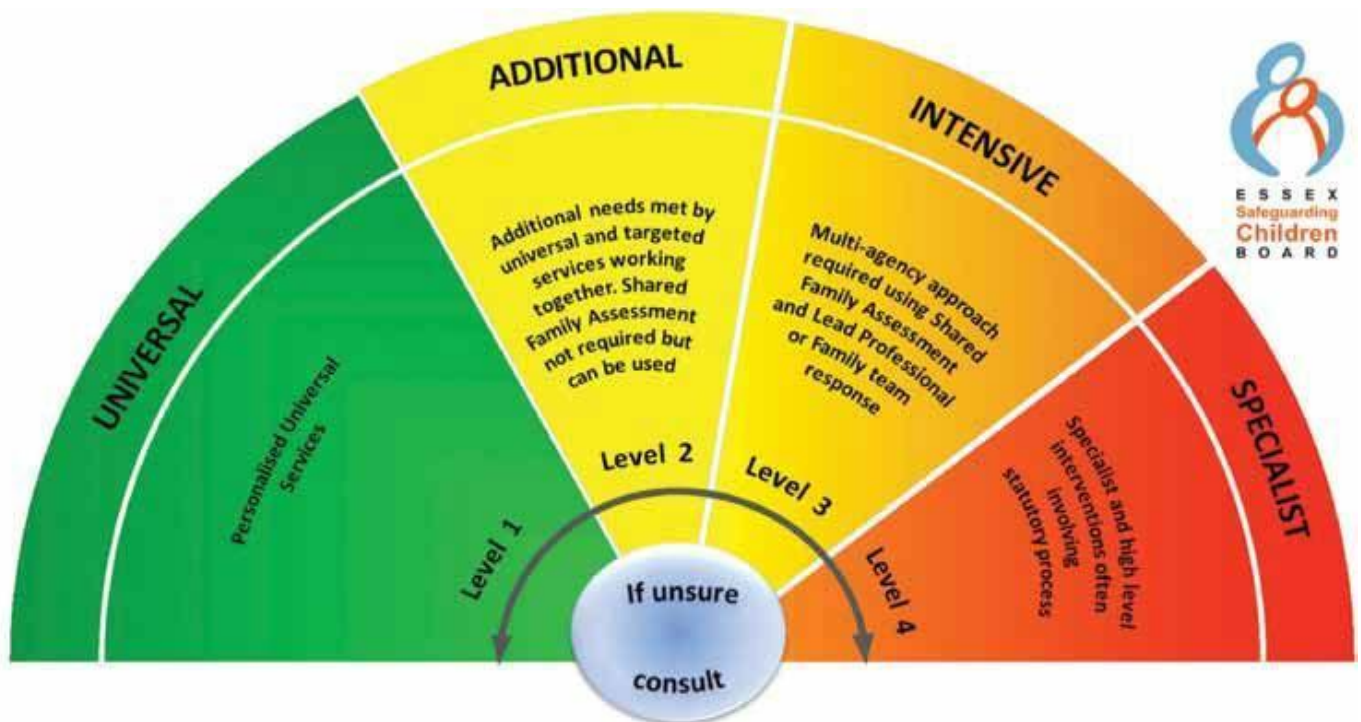 UNIVERSAL
Personalised Universal
Services
Level 1
ADDITIONAL
Additional needs met by
universal and targeted
services working
together. Shared
Family Assessment
not required but
can be used
Level 2
INTENSIVE
Multi-agency approach
required using Shared
Family Assessment
and Lead Professional
or Family team
response
Level 3
SPECIALIST
Specialist and high level
interventions often
involving
statutory process
Level 4
If unsure
consult
ESSEX
Safeguarding
Children
BOARD